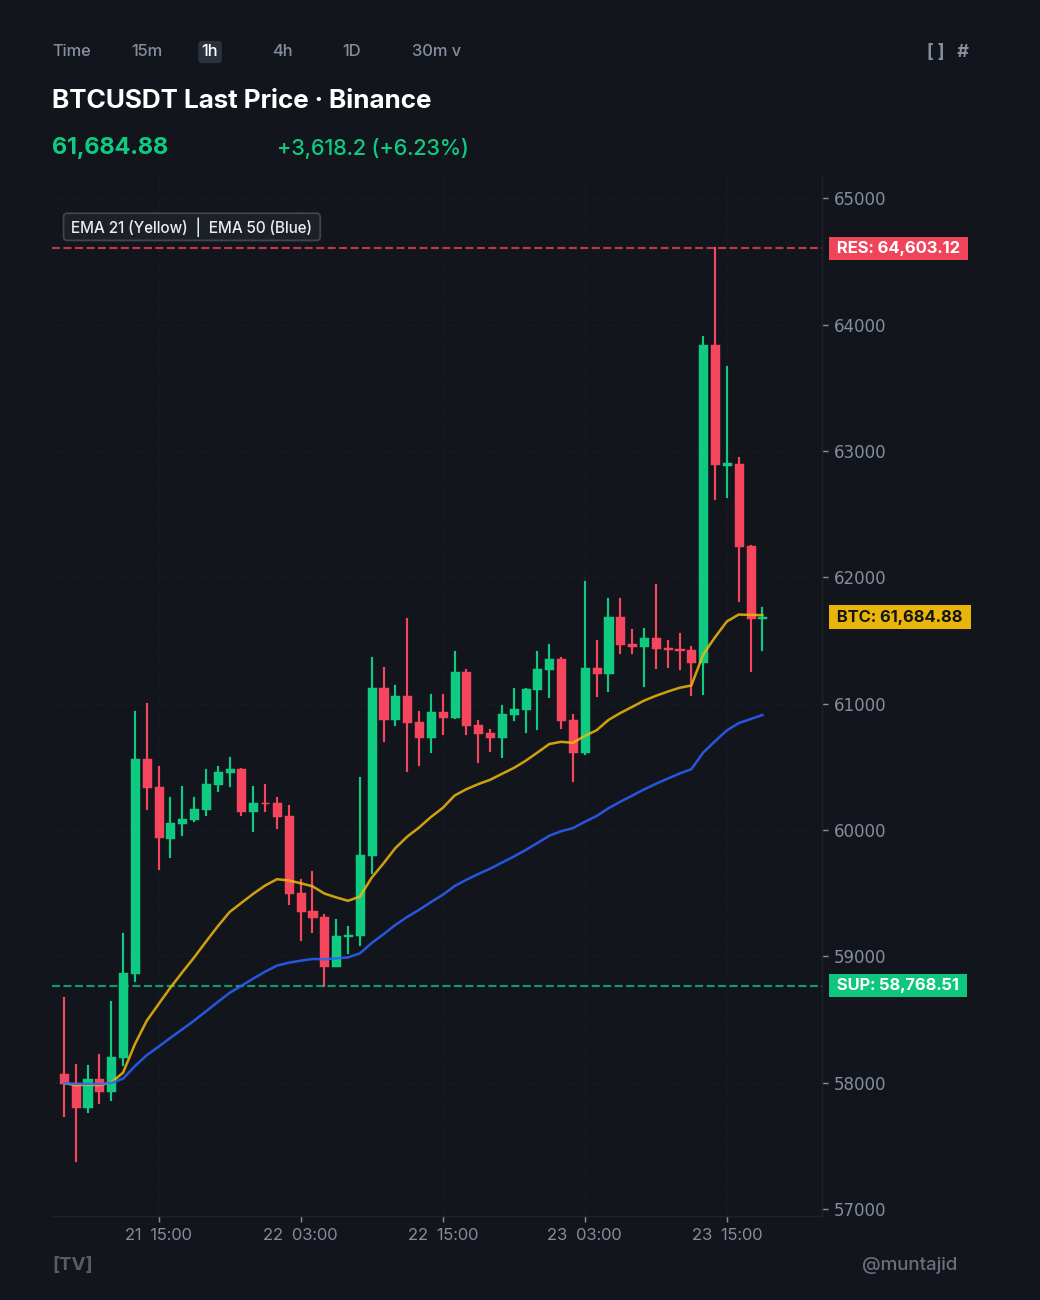 Time 15m 1h 4h 1D 30m v [ ] #
BTCUSDT Last Price · Binance
61,684.88 +3,618.2 (+6.23%)
65000
EMA 21 (Yellow) | EMA 50 (Blue)
RES: 64,603.12
64000
63000
62000
BTC: 61,684.88
61000
60000
59000
SUP: 58,768.51
58000
57000
21 15:00 22 03:00 22 15:00 23 03:00 23 15:00
[TV] @muntajid